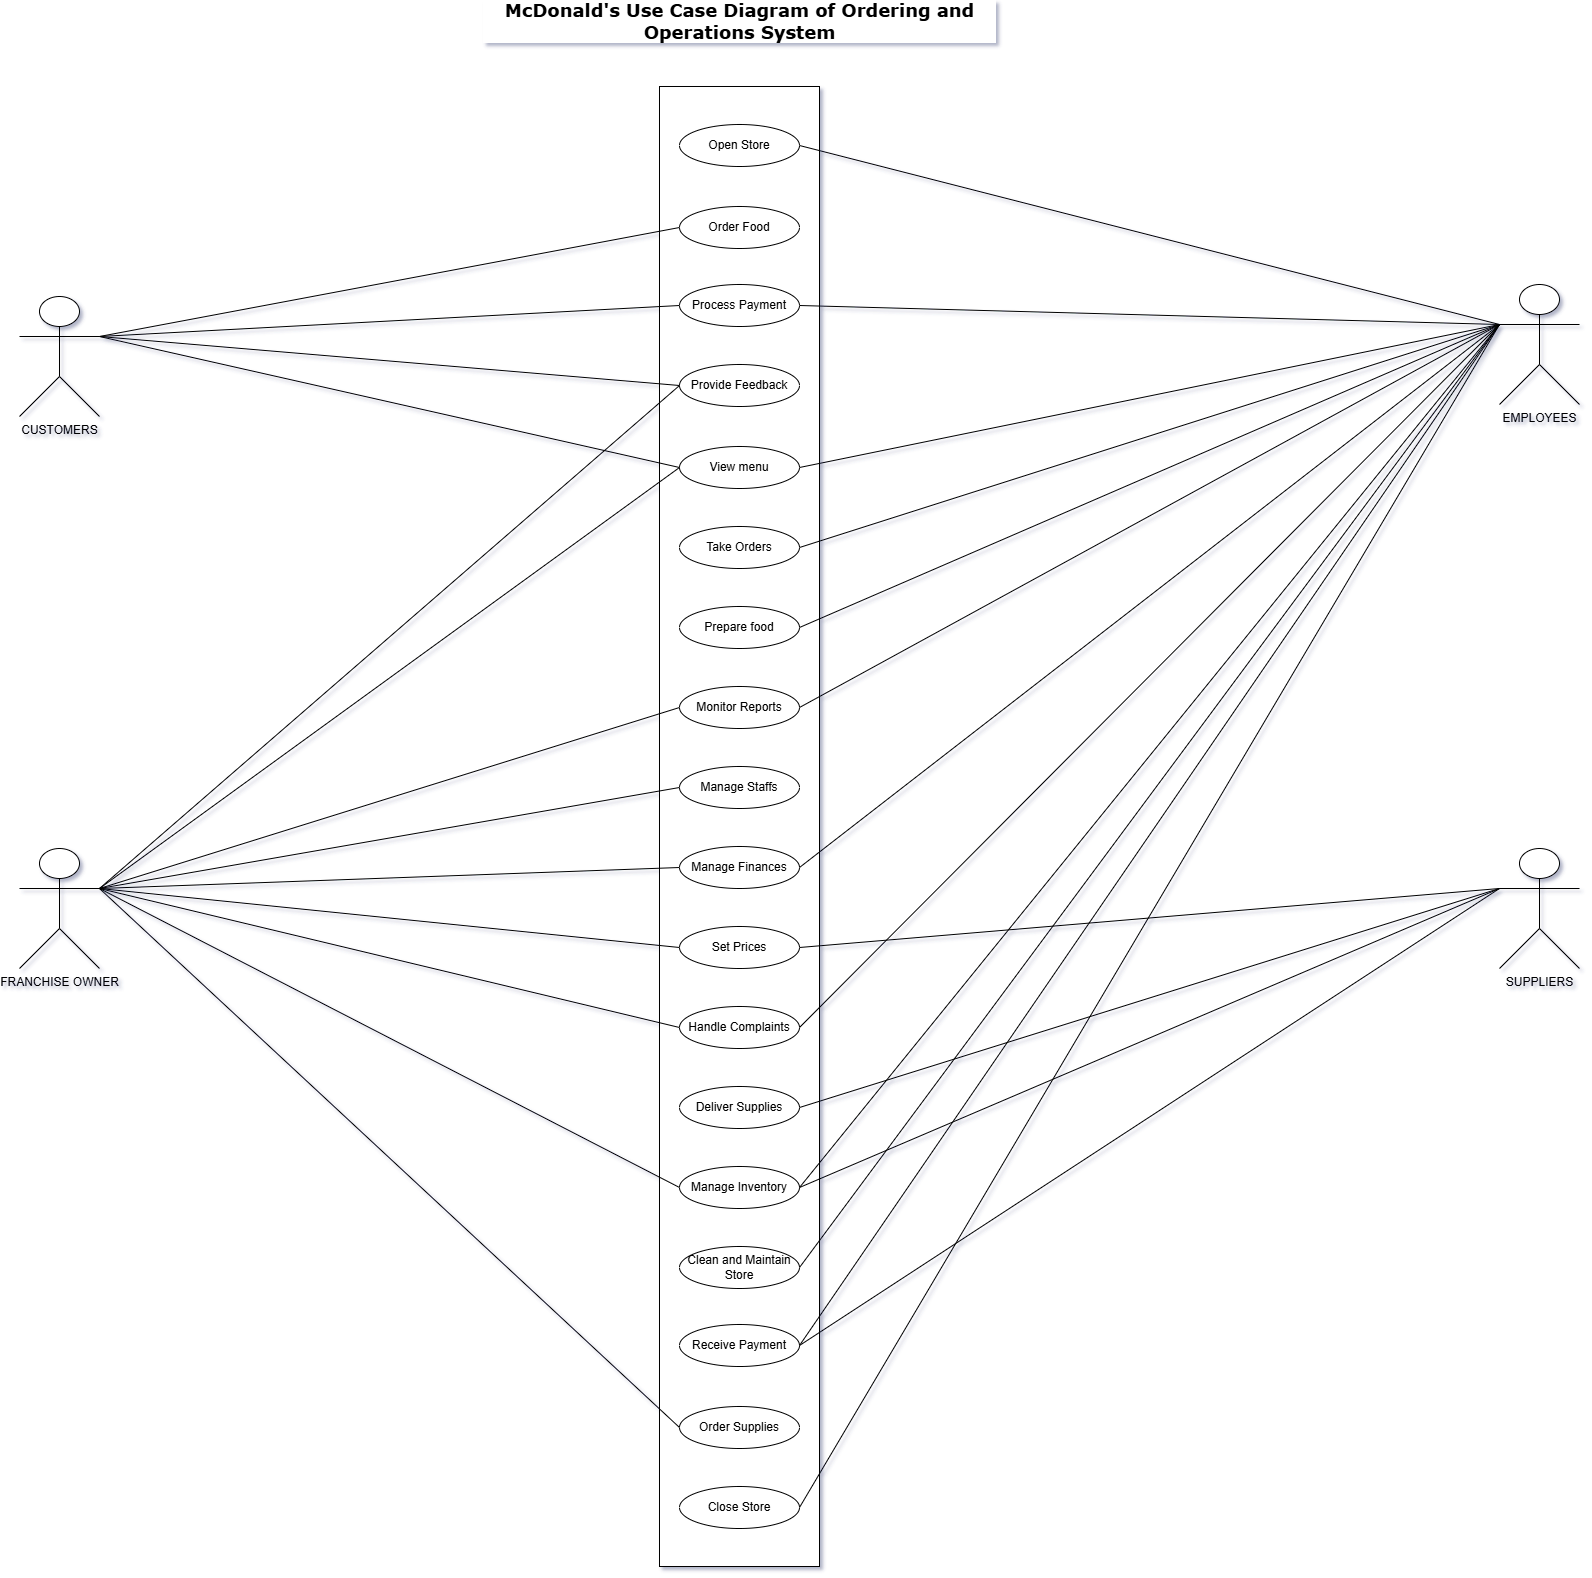 McDonald's Use Case Diagram of Ordering and
Operations System
Open Store
Order Food
Process Payment
Provide Feedback
CUSTOMERS
EMPLOYEES
View menu
Take Orders
Prepare food
Monitor Reports
Manage Staffs
Manage Finances
Set Prices
FRANCHISE OWNER
SUPPLIERS
Handle Complaints
Deliver Supplies
Manage Inventory
Clean and Maintain
Store
Receive Payment
Order Supplies
Close Store